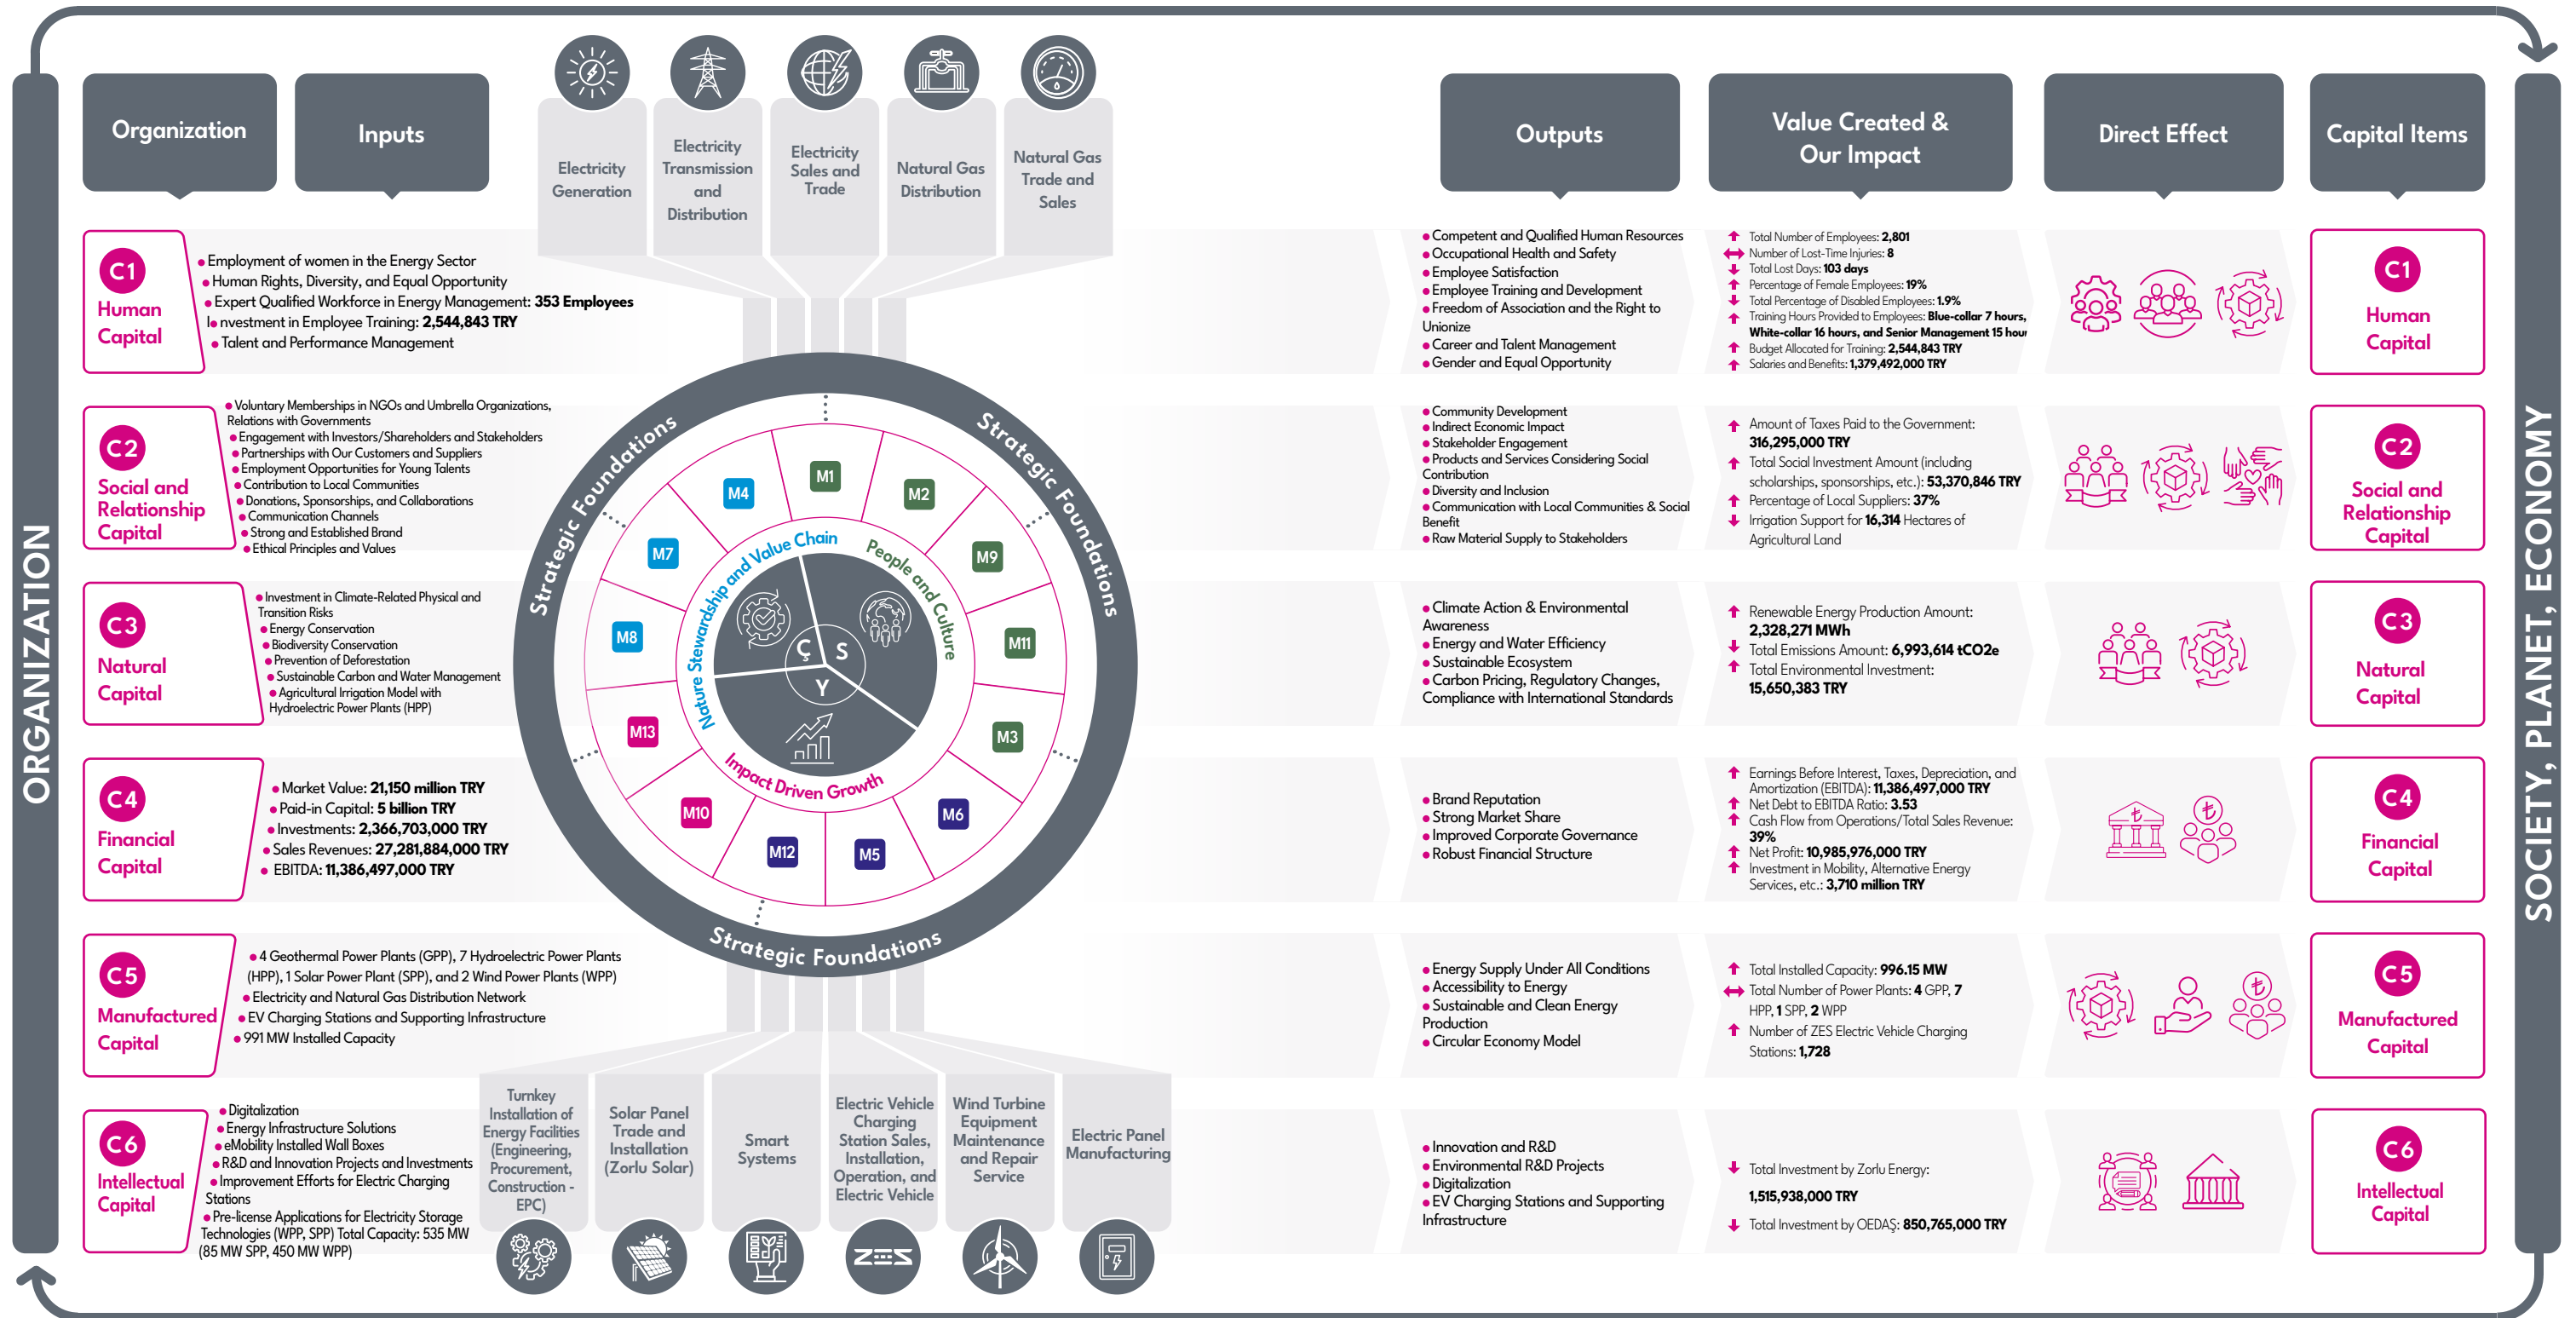 ORGANIZATION
Organization
Inputs
Electricity
Generation
Electricity
Transmission
and
Distribution
Electricity
Sales and
Trade
Natural Gas
Distribution
Natural Gas
Trade and
Sales
Outputs
Value Created &
Our Impact
Direct Effect
Capital Items
SOCIETY, PLANET, ECONOMY
C1
Human
Capital
• Employment of women in the Energy Sector
• Human Rights, Diversity, and Equal Opportunity
• Expert Qualified Workforce in Energy Management: 353 Employees
I•nvestment in Employee Training: 2,544,843 TRY
• Talent and Performance Management
• Competent and Qualified Human Resources
• Occupational Health and Safety
• Employee Satisfaction
• Employee Training and Development
• Freedom of Association and the Right to
Unionize
• Career and Talent Management
• Gender and Equal Opportunity
Total Number of Employees: 2,801
Number of Lost-Time Injuries: 8
Total Lost Days: 103 days
Percentage of Female Employees: 19%
Total Percentage of Disabled Employees: 1.9%
Training Hours Provided to Employees: Blue-collar 7 hours,
White-collar 16 hours, and Senior Management 15 hour
Budget Allocated for Training: 2,544,843 TRY
Salaries and Benefits: 1,379,492,000 TRY
C1
Human
Capital
C2
Social and
Relationship
Capital
• Voluntary Memberships in NGOs and Umbrella Organizations,
Relations with Governments
• Engagement with Investors/Shareholders and Stakeholders
• Partnerships with Our Customers and Suppliers
• Employment Opportunities for Young Talents
• Contribution to Local Communities
• Donations, Sponsorships, and Collaborations
• Communication Channels
• Strong and Established Brand
• Ethical Principles and Values
• Community Development
• Indirect Economic Impact
• Stakeholder Engagement
• Products and Services Considering Social
Contribution
• Diversity and Inclusion
• Communication with Local Communities & Social
Benefit
• Raw Material Supply to Stakeholders
Amount of Taxes Paid to the Government:
316,295,000 TRY
Total Social Investment Amount (including
scholarships, sponsorships, etc.): 53,370,846 TRY
Percentage of Local Suppliers: 37%
Irrigation Support for 16,314 Hectares of
Agricultural Land
C2
Social and
Relationship
Capital
C3
Natural
Capital
• Investment in Climate-Related Physical and
Transition Risks
• Energy Conservation
• Biodiversity Conservation
• Prevention of Deforestation
• Sustainable Carbon and Water Management
• Agricultural Irrigation Model with
Hydroelectric Power Plants (HPP)
• Climate Action & Environmental
Awareness
• Energy and Water Efficiency
• Sustainable Ecosystem
• Carbon Pricing, Regulatory Changes,
Compliance with International Standards
Renewable Energy Production Amount:
2,328,271 MWh
Total Emissions Amount: 6,993,614 tCO2e
Total Environmental Investment:
15,650,383 TRY
C3
Natural
Capital
Strategic Foundations
Strategic Foundations
Strategic Foundations
M1
M2
M9
M11
M3
M6
M5
M12
M10
M13
M8
M7
M4
Nature Stewardship and Value Chain
People and Culture
Impact Driven Growth
Ç
S
Y
C4
Financial
Capital
• Market Value: 21,150 million TRY
• Paid-in Capital: 5 billion TRY
• Investments: 2,366,703,000 TRY
• Sales Revenues: 27,281,884,000 TRY
• EBITDA: 11,386,497,000 TRY
• Brand Reputation
• Strong Market Share
• Improved Corporate Governance
• Robust Financial Structure
Earnings Before Interest, Taxes, Depreciation, and
Amortization (EBITDA): 11,386,497,000 TRY
Net Debt to EBITDA Ratio: 3.53
Cash Flow from Operations/Total Sales Revenue:
39%
Net Profit: 10,985,976,000 TRY
Investment in Mobility, Alternative Energy
Services, etc.: 3,710 million TRY
C4
Financial
Capital
C5
Manufactured
Capital
• 4 Geothermal Power Plants (GPP), 7 Hydroelectric Power Plants
(HPP), 1 Solar Power Plant (SPP), and 2 Wind Power Plants (WPP)
• Electricity and Natural Gas Distribution Network
• EV Charging Stations and Supporting Infrastructure
• 991 MW Installed Capacity
• Energy Supply Under All Conditions
• Accessibility to Energy
• Sustainable and Clean Energy
Production
• Circular Economy Model
Total Installed Capacity: 996.15 MW
Total Number of Power Plants: 4 GPP, 7
HPP, 1 SPP, 2 WPP
Number of ZES Electric Vehicle Charging
Stations: 1,728
C5
Manufactured
Capital
C6
Intellectual
Capital
• Digitalization
• Energy Infrastructure Solutions
• eMobility Installed Wall Boxes
• R&D and Innovation Projects and Investments
• Improvement Efforts for Electric Charging
Stations
• Pre-license Applications for Electricity Storage
Technologies (WPP, SPP) Total Capacity: 535 MW
(85 MW SPP, 450 MW WPP)
Turnkey
Installation of
Energy Facilities
(Engineering,
Procurement,
Construction -
EPC)
Solar Panel
Trade and
Installation
(Zorlu Solar)
Smart
Systems
Electric Vehicle
Charging
Station Sales,
Installation,
Operation, and
Electric Vehicle
ZES
Wind Turbine
Equipment
Maintenance
and Repair
Service
Electric Panel
Manufacturing
• Innovation and R&D
• Environmental R&D Projects
• Digitalization
• EV Charging Stations and Supporting
Infrastructure
Total Investment by Zorlu Energy:
1,515,938,000 TRY
Total Investment by OEDAŞ: 850,765,000 TRY
C6
Intellectual
Capital